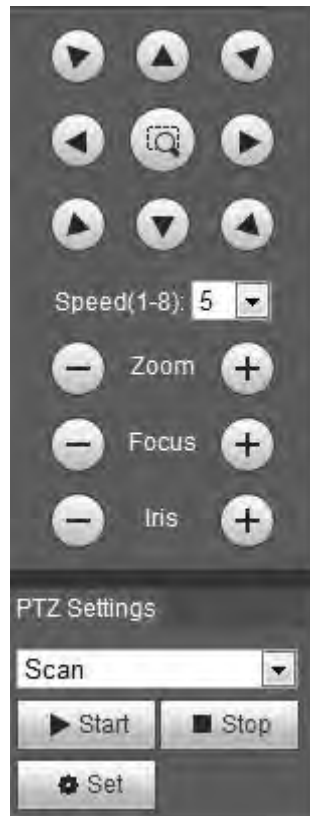 Speed(1-8): 5
Zoom
Focus
Iris
PTZ Settings
Scan
Start Stop
Set